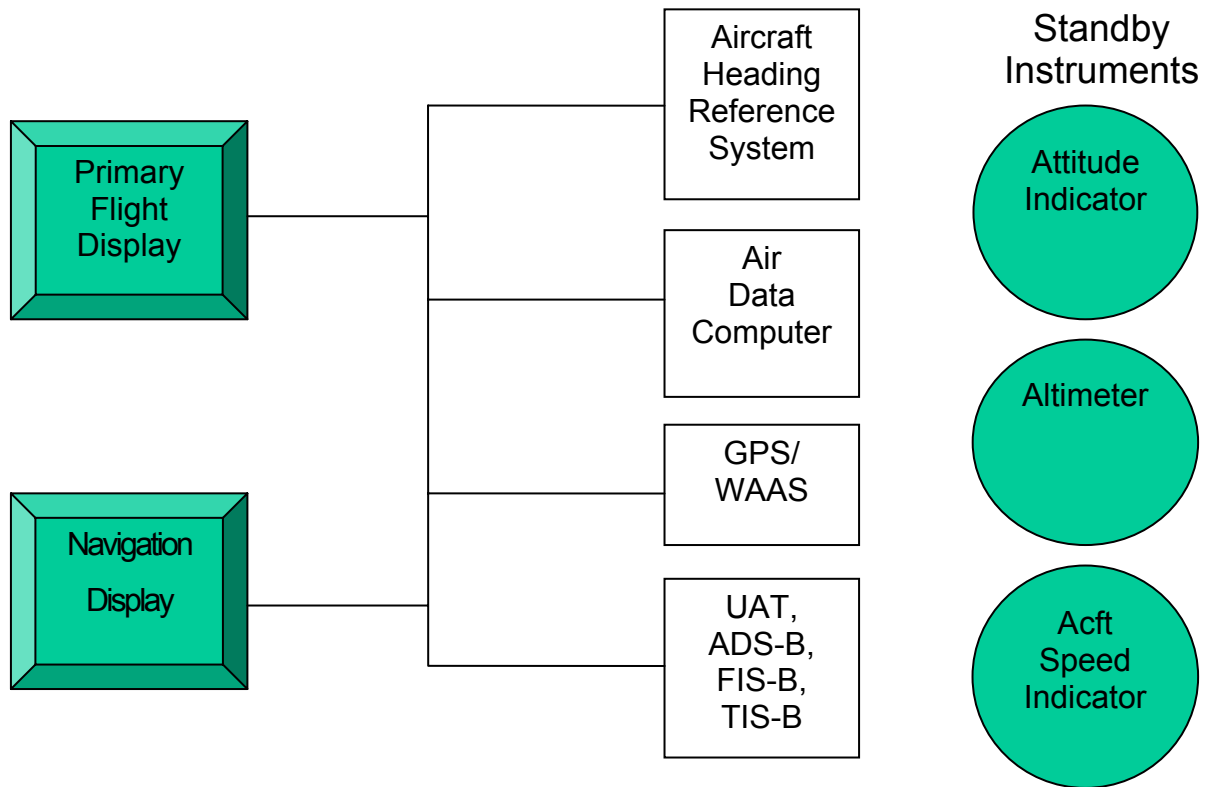 Primary
Flight
Display
Navigation
Display
Aircraft
Heading
Reference
System
Air
Data
Computer
GPS/
WAAS
UAT,
ADS-B,
FIS-B,
TIS-B
Standby
Instruments
Attitude
Indicator
Altimeter
Acft
Speed
Indicator